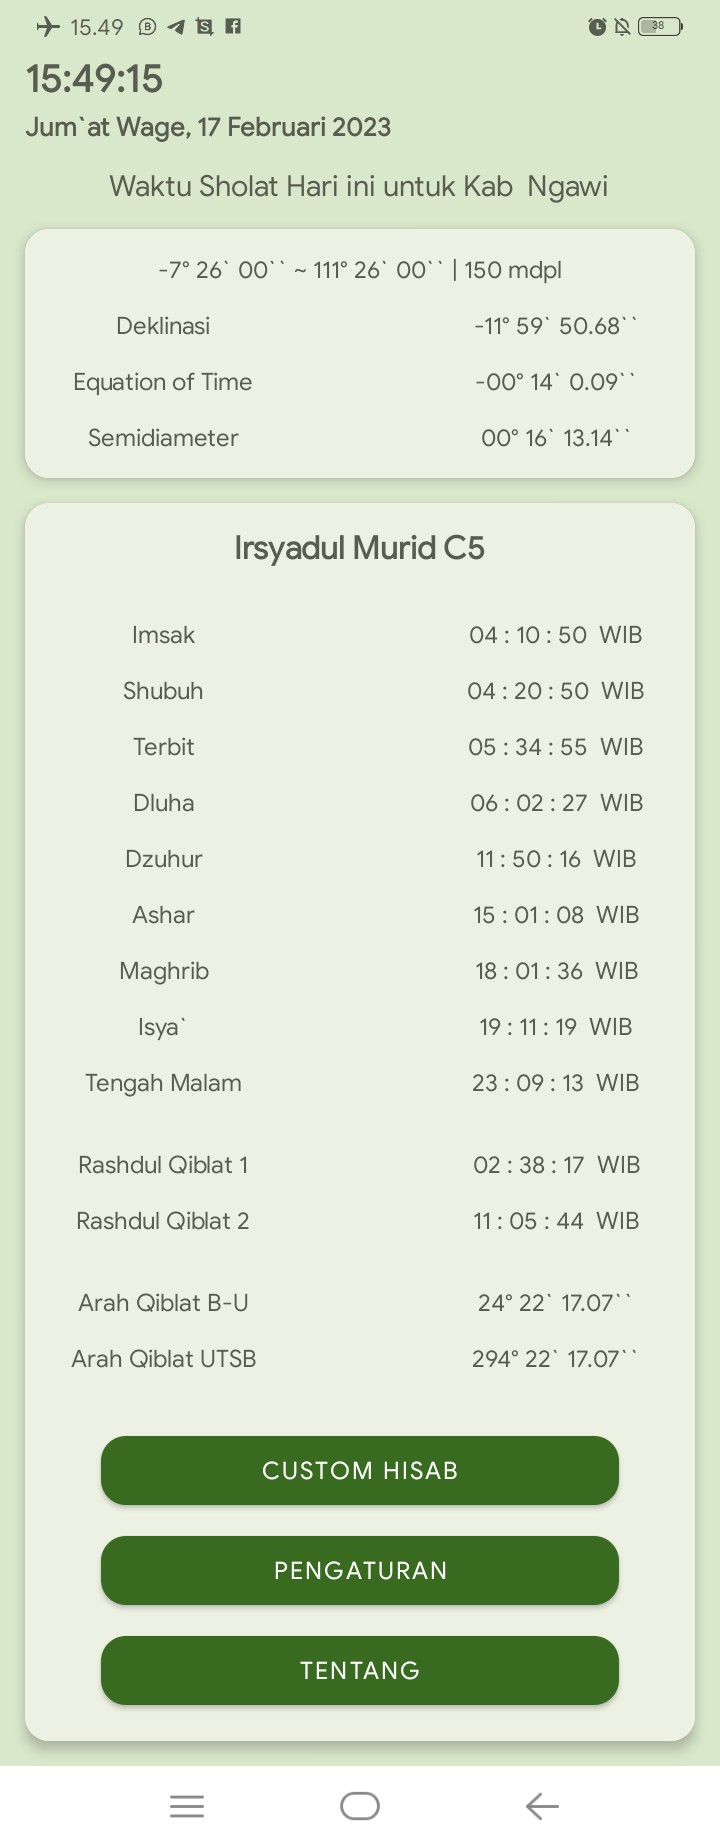 15.49
38
15:49:15
Jum`at Wage, 17 Februari 2023
Waktu Sholat Hari ini untuk Kab  Ngawi
-7° 26` 00`` ~ 111° 26` 00`` | 150 mdpl
Deklinasi -11° 59` 50.68``
Equation of Time -00° 14` 0.09``
Semidiameter 00° 16` 13.14``
Irsyadul Murid C5
Imsak 04 : 10 : 50  WIB
Shubuh 04 : 20 : 50  WIB
Terbit 05 : 34 : 55  WIB
Dluha 06 : 02 : 27  WIB
Dzuhur 11 : 50 : 16  WIB
Ashar 15 : 01 : 08  WIB
Maghrib 18 : 01 : 36  WIB
Isya` 19 : 11 : 19  WIB
Tengah Malam 23 : 09 : 13  WIB
Rashdul Qiblat 1 02 : 38 : 17  WIB
Rashdul Qiblat 2 11 : 05 : 44  WIB
Arah Qiblat B-U 24° 22` 17.07``
Arah Qiblat UTSB 294° 22` 17.07``
CUSTOM HISAB
PENGATURAN
TENTANG